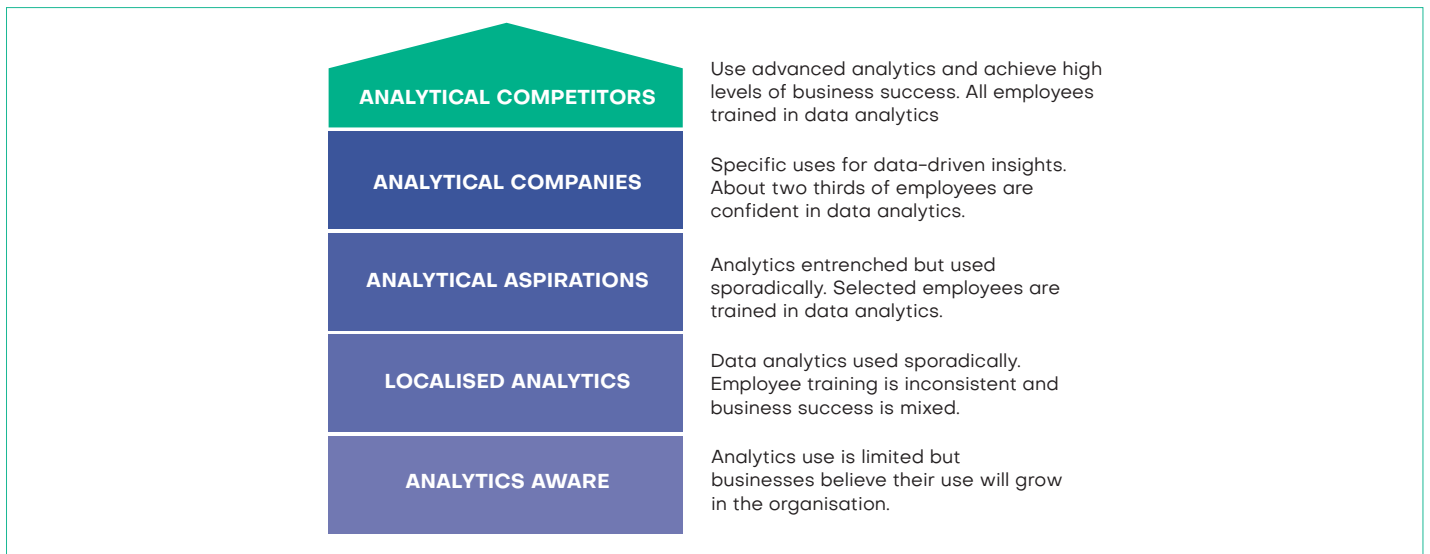 ANALYTICAL COMPETITORS
Use advanced analytics and achieve high
levels of business success. All employees
trained in data analytics
ANALYTICAL COMPANIES
Specific uses for data-driven insights.
About two thirds of employees are
confident in data analytics.
ANALYTICAL ASPIRATIONS
Analytics entrenched but used
sporadically. Selected employees are
trained in data analytics.
LOCALISED ANALYTICS
Data analytics used sporadically.
Employee training is inconsistent and
business success is mixed.
ANALYTICS AWARE
Analytics use is limited but
businesses believe their use will grow
in the organisation.